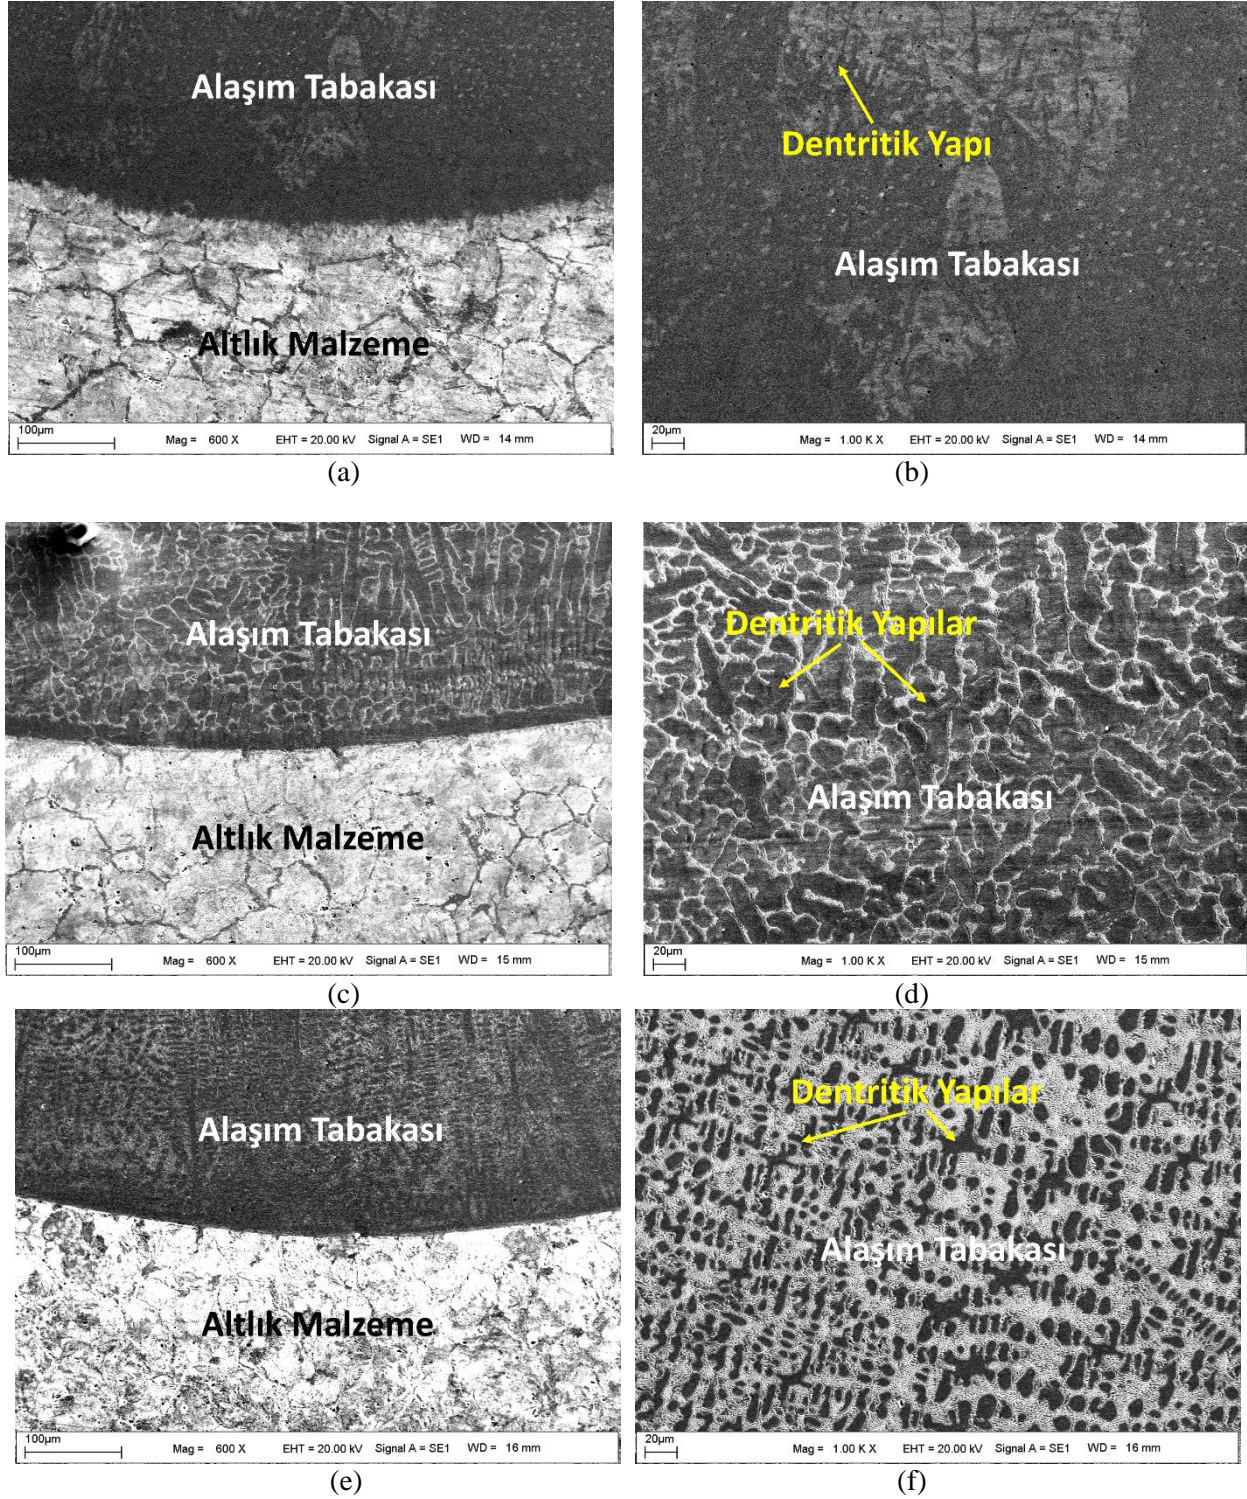 Alaşım Tabakası
Altlık Malzeme
100µm
Mag = 600 X EHT = 20.00 kV Signal A = SE1 WD = 14 mm
(a)
Dentritik Yapı
Alaşım Tabakası
20µm
Mag = 1.00 K X EHT = 20.00 kV Signal A = SE1 WD = 14 mm
(b)
Alaşım Tabakası
Altlık Malzeme
100µm
Mag = 600 X EHT = 20.00 kV Signal A = SE1 WD = 15 mm
(c)
Dentritik Yapılar
Alaşım Tabakası
20µm
Mag = 1.00 K X EHT = 20.00 kV Signal A = SE1 WD = 15 mm
(d)
Alaşım Tabakası
Altlık Malzeme
100µm
Mag = 600 X EHT = 20.00 kV Signal A = SE1 WD = 16 mm
(e)
Dentritik Yapılar
Alaşım Tabakası
20µm
Mag = 1.00 K X EHT = 20.00 kV Signal A = SE1 WD = 16 mm
(f)